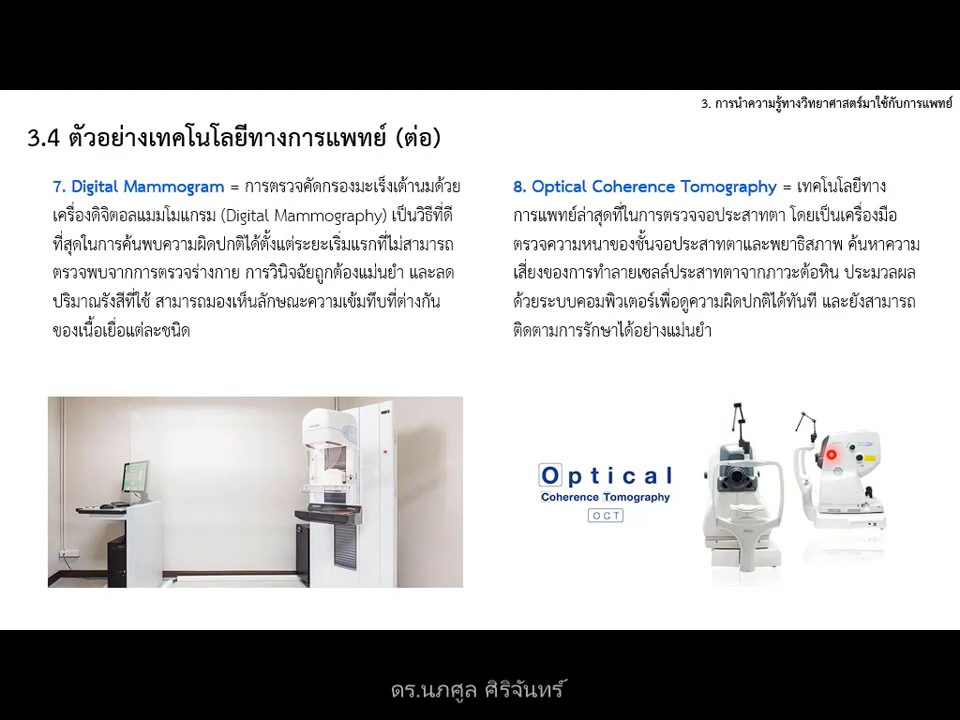 3. การนำความรู้ทางวิทยาศาสตร์มาใช้กับการแพทย์
3.4 ตัวอย่างเทคโนโลยีทางการแพทย์ (ต่อ)
7. Digital Mammogram = การตรวจคัดกรองมะเร็งเต้านมด้วย
เครื่องดิจิตอลแมมโมแกรม (Digital Mammography) เป็นวิธีที่ดี
ที่สุดในการค้นพบความผิดปกติได้ตั้งแต่ระยะเริ่มแรกที่ไม่สามารถ
ตรวจพบจากการตรวจร่างกาย การวินิจฉัยถูกต้องแม่นยำ และลด
ปริมาณรังสีที่ใช้ สามารถมองเห็นลักษณะความเข้มทึบที่ต่างกัน
ของเนื้อเยื่อแต่ละชนิด
8. Optical Coherence Tomography = เทคโนโลยีทาง
การแพทย์ล่าสุดที่ในการตรวจจอประสาทตา โดยเป็นเครื่องมือ
ตรวจความหนาของชั้นจอประสาทตาและพยาธิสภาพ ค้นหาความ
เสี่ยงของการทำลายเซลล์ประสาทตาจากภาวะต้อหิน ประมวลผล
ด้วยระบบคอมพิวเตอร์เพื่อดูความผิดปกติได้ทันที และยังสามารถ
ติดตามการรักษาได้อย่างแม่นยำ
Optical
Coherence Tomography
OCT
ดร.นภศูล ศิริจันทร์